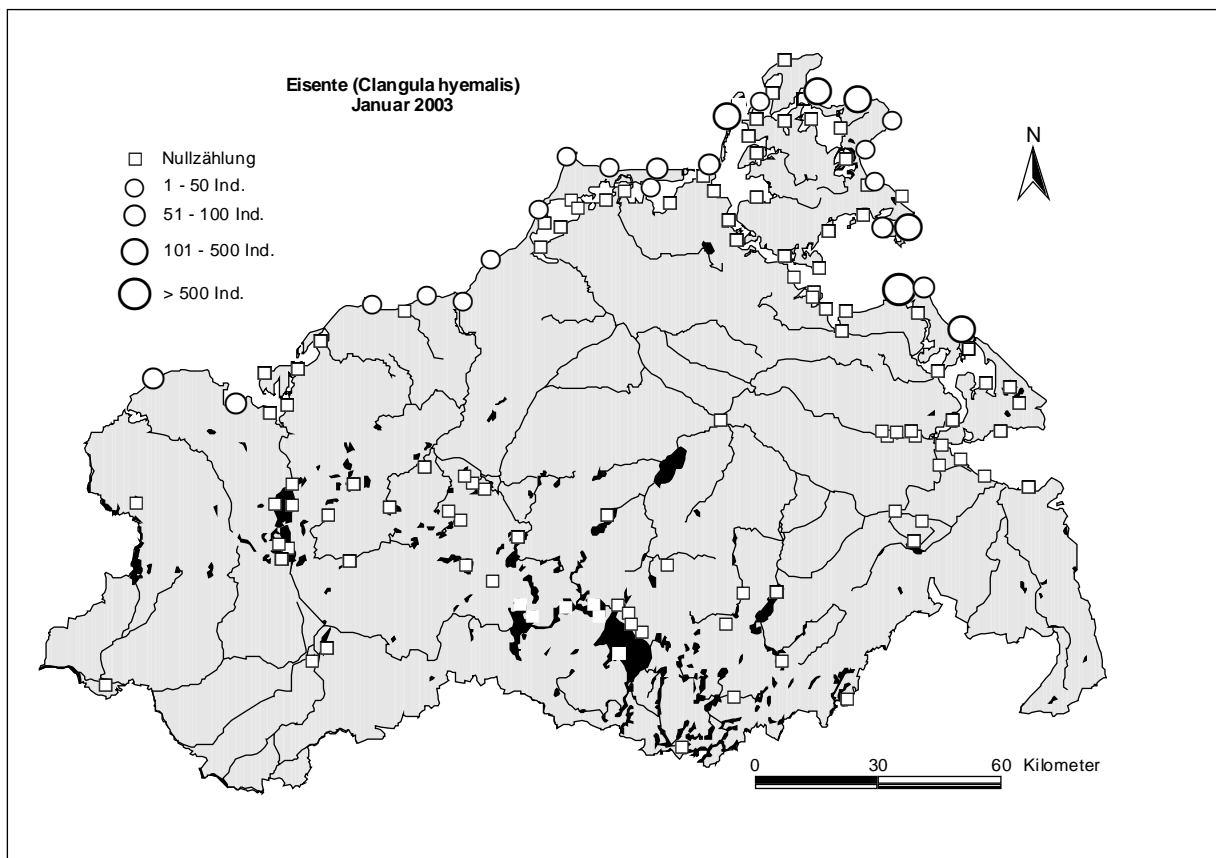 Eisente (Clangula hyemalis)
Januar 2003
Nullzählung
1 - 50 Ind.
51 - 100 Ind.
101 - 500 Ind.
> 500 Ind.
N
0 30 60 Kilometer